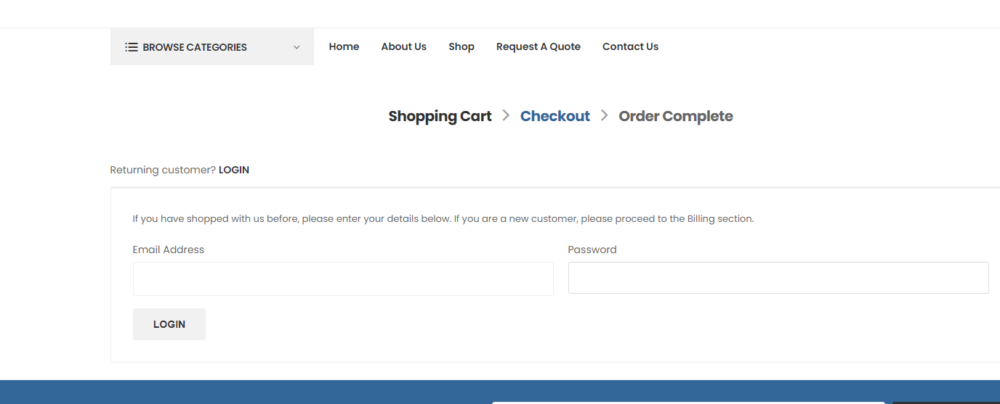 BROWSE CATEGORIES Home About Us Shop Request A Quote Contact Us
Shopping Cart Checkout Order Complete
Returning customer? LOGIN
If you have shopped with us before, please enter your details below. If you are a new customer, please proceed to the Billing section.
Email Address Password
LOGIN